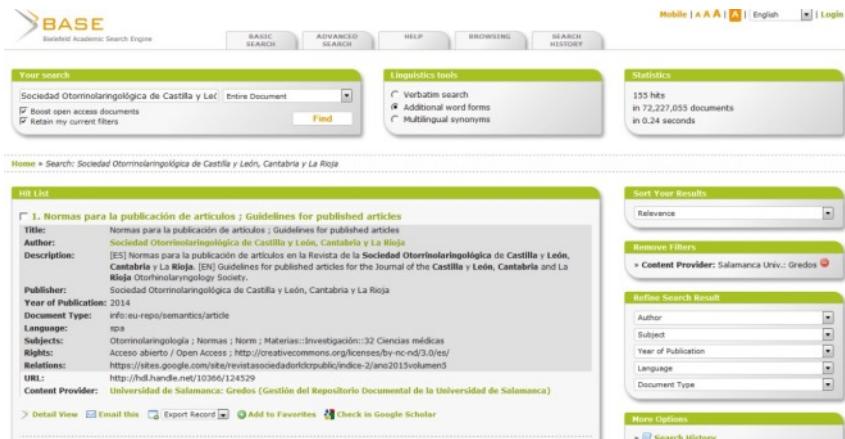 BASE
Bielefeld Academic Search Engine
Mobile | A A A | A | English | Login
BASIC SEARCH
ADVANCED SEARCH
HELP
BROWSING
SEARCH HISTORY
Your search
Sociedad Otorrinolaringológica de Castilla y Leó Entire Document
Boost open access documents
Retain my current filters
Find
Linguistics tools
Verbatim search
Additional word forms
Multilingual synonyms
Statistics
155 hits
in 72,227,055 documents
in 0.24 seconds
Home » Search: Sociedad Otorrinolaringológica de Castilla y León, Cantabria y La Rioja
Hit List
1. Normas para la publicación de artículos ; Guidelines for published articles
Title: Normas para la publicación de artículos ; Guidelines for published articles
Author: Sociedad Otorrinolaringológica de Castilla y León, Cantabria y La Rioja
Description: [ES] Normas para la publicación de artículos en la Revista de la Sociedad Otorrinolaringológica de Castilla y León,
Cantabria y La Rioja. [EN] Guidelines for published articles for the Journal of the Castilla y León, Cantabria and La
Rioja Otorhinolaryngology Society.
Publisher: Sociedad Otorrinolaringológica de Castilla y León, Cantabria y La Rioja
Year of Publication: 2014
Document Type: info:eu-repo/semantics/article
Language: spa
Subjects: Otorrinolaringología ; Normas ; Norm ; Materias::Investigación::32 Ciencias médicas
Rights: Acceso abierto / Open Access ; http://creativecommons.org/licenses/by-nc-nd/3.0/es/
Relations: https://sites.google.com/site/revistasociedadorlclcrpublic/indice-2/ano2015volumen5
URL: http://hdl.handle.net/10366/124529
Content Provider: Universidad de Salamanca: Gredos (Gestión del Repositorio Documental de la Universidad de Salamanca)
Detail View Email this Export Record Add to Favorites Check in Google Scholar
Sort Your Results
Relevance
Remove Filters
» Content Provider: Salamanca Univ.: Gredos
Refine Search Result
Author
Subject
Year of Publication
Language
Document Type
More Options
» Search History